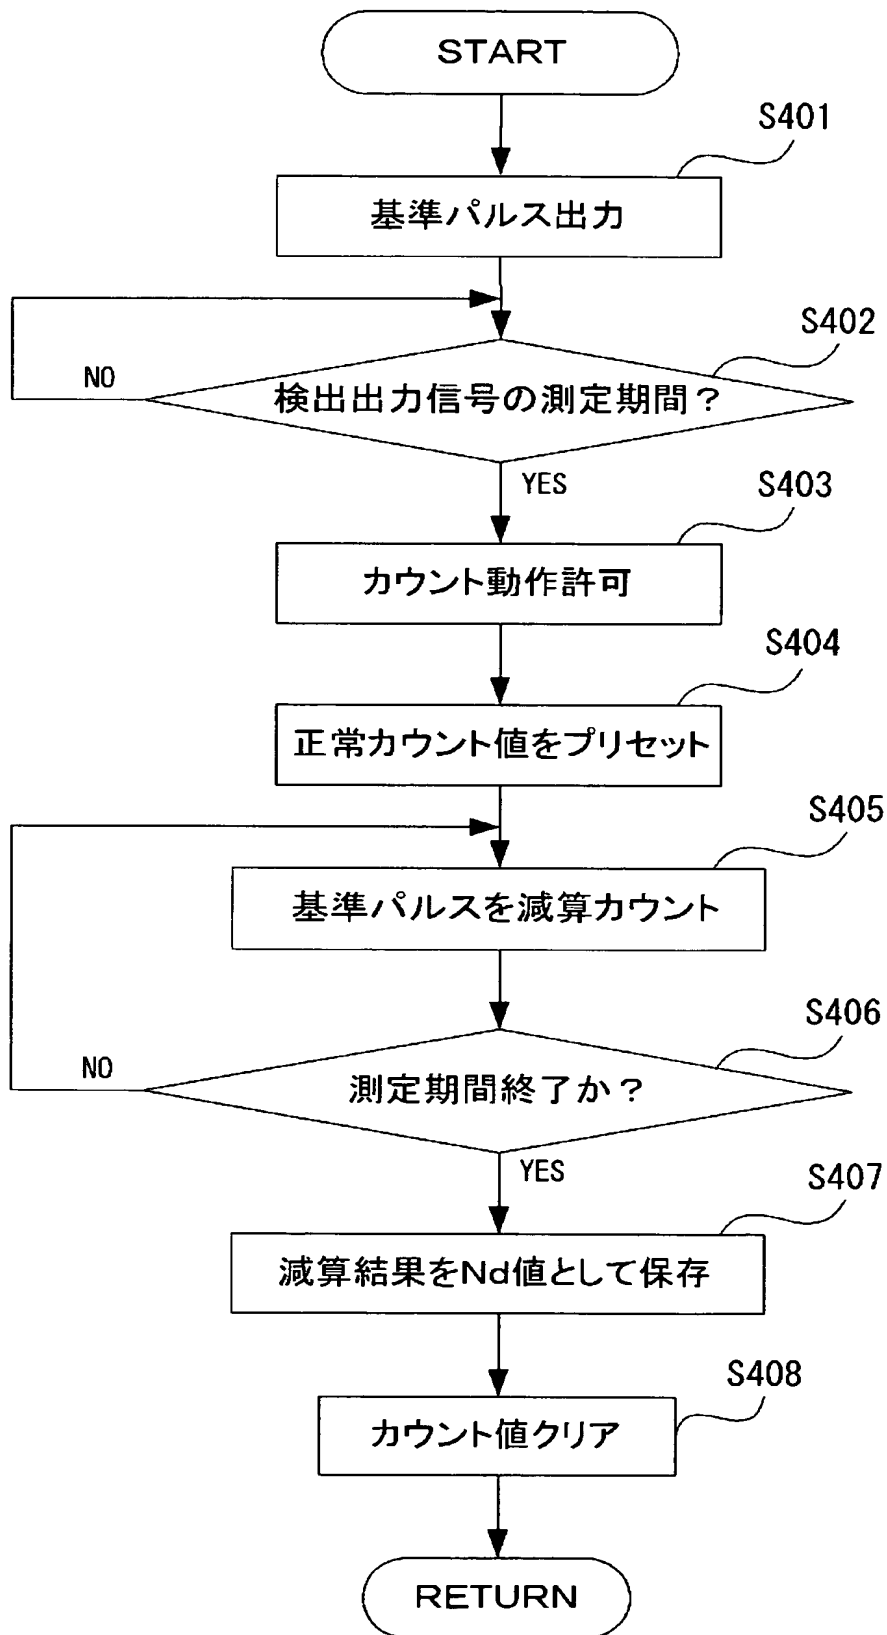 START
S401
基準パルス出力
S402
検出出力信号の測定期間？
NO
YES
S403
カウント動作許可
S404
正常カウント値をプリセット
S405
基準パルスを減算カウント
S406
測定期間終了か？
NO
YES
S407
減算結果をNd値として保存
S408
カウント値クリア
RETURN